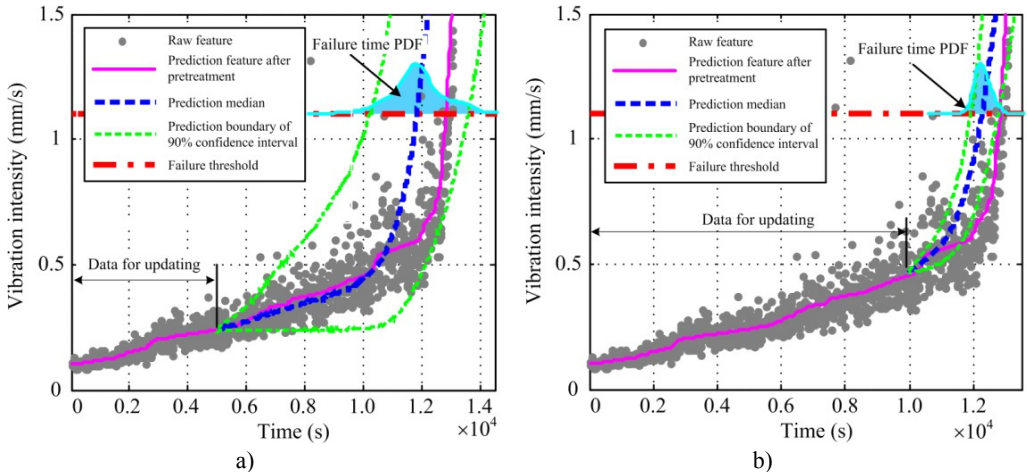 a)
b)
1.5
Raw feature
Prediction feature after
pretreatment
Prediction median
Prediction boundary of
90% confidence interval
Failure threshold
Failure time PDF
Data for updating
Vibration intensity (mm/s)
1
0.5
0
0 0.2 0.4 0.6 0.8 1.0 1.2 1.4
Time (s)
×10⁴
a)
1.5
Raw feature
Prediction feature after
pretreatment
Prediction median
Prediction boundary of
90% confidence interval
Failure threshold
Failure time PDF
Data for updating
Vibration intensity (mm/s)
1
0.5
0
0 0.2 0.4 0.6 0.8 1.0 1.2 1.4
Time (s)
×10⁴
b)